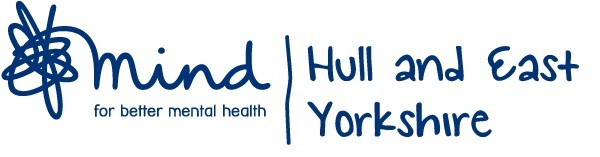 mind
for better mental health
Hull and East
Yorkshire